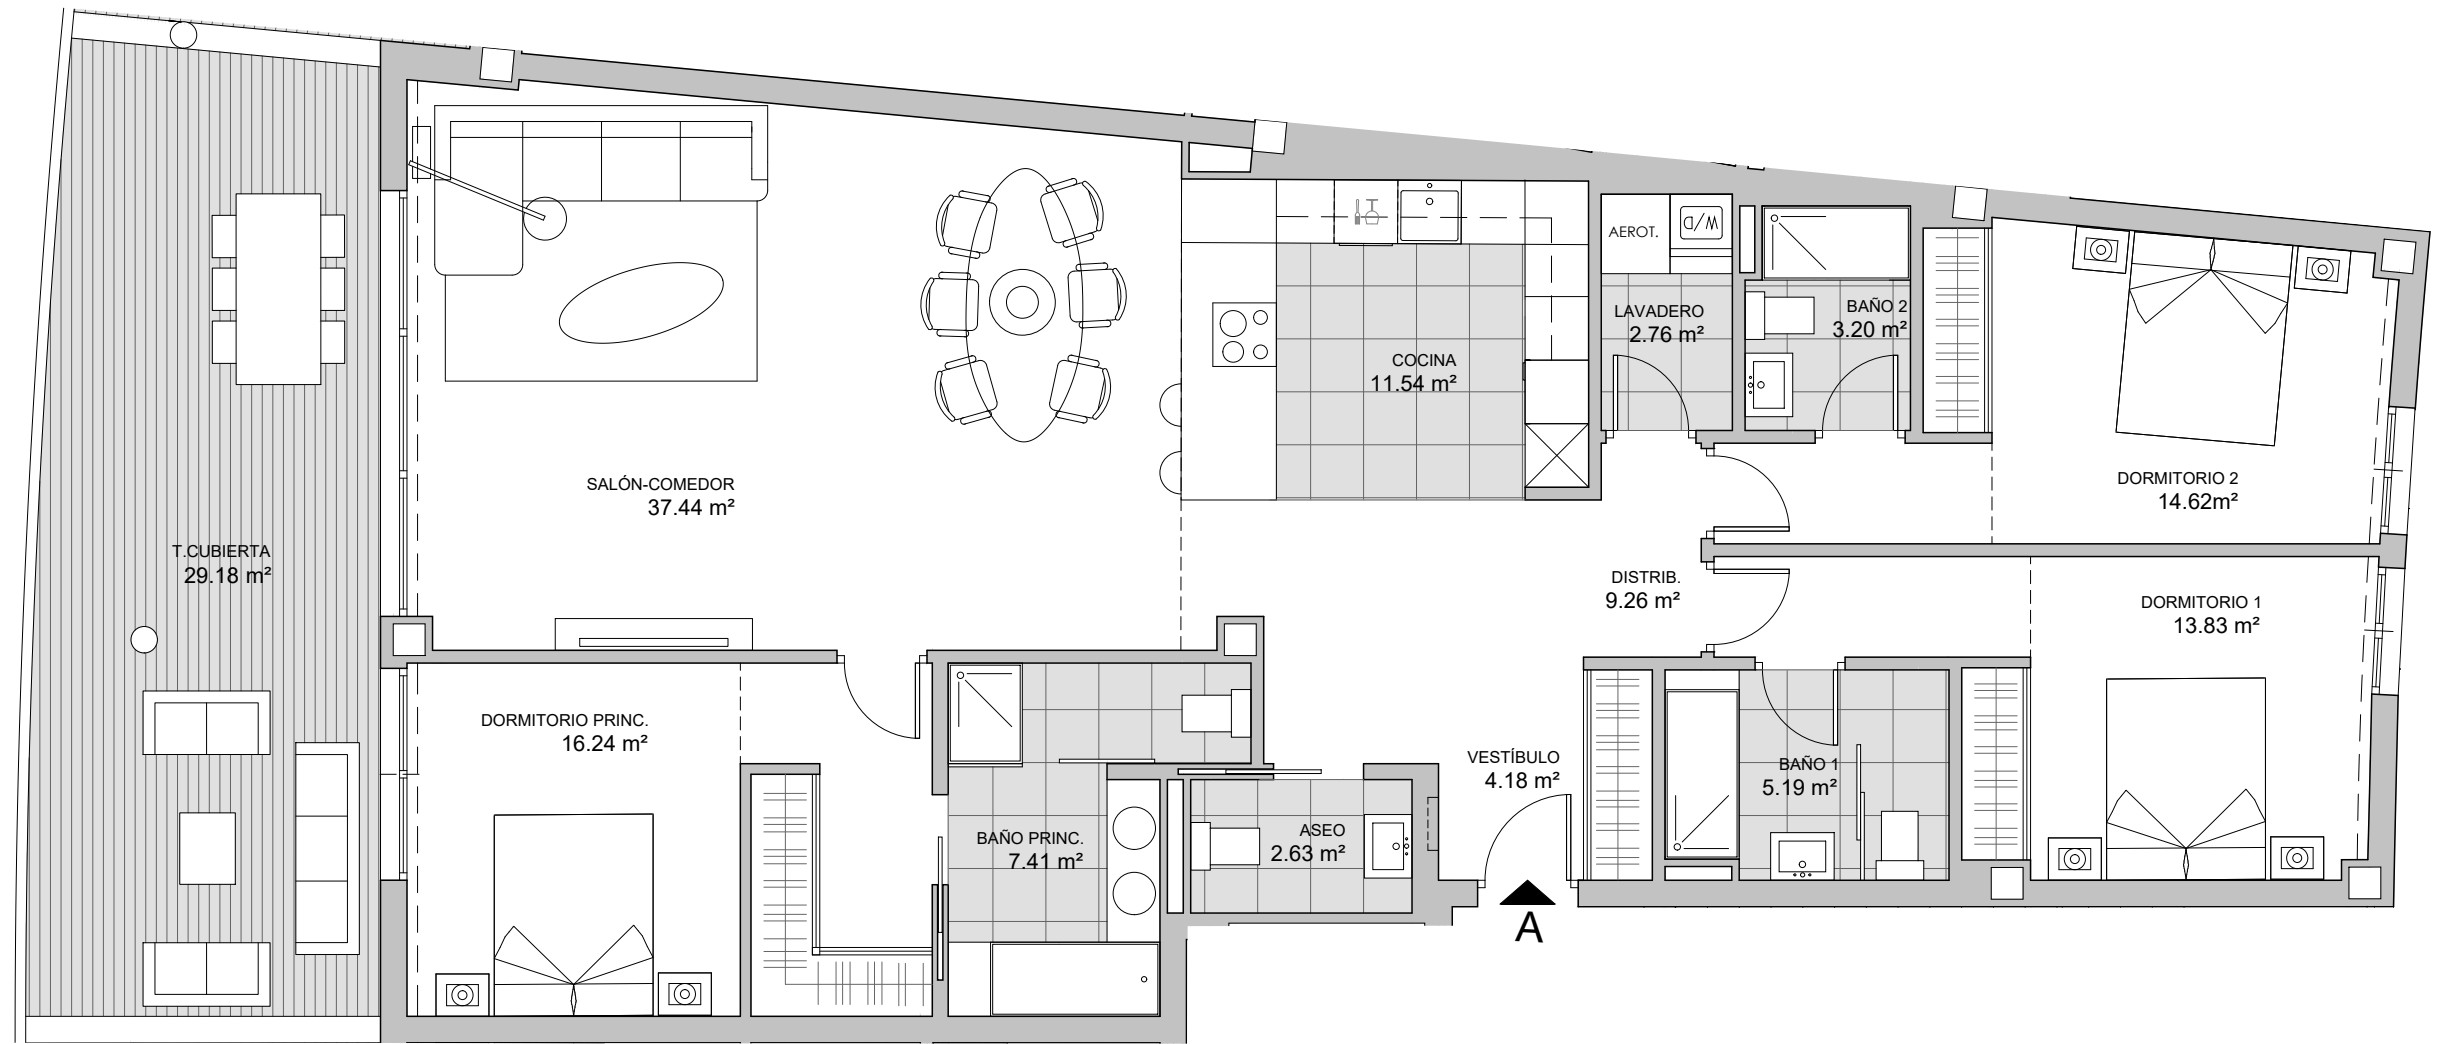 T.CUBIERTA
29.18 m²
SALÓN-COMEDOR
37.44 m²
COCINA
11.54 m²
AEROT.
W/D
LAVADERO
2.76 m²
BAÑO 2
3.20 m²
DORMITORIO 2
14.62m²
DISTRIB.
9.26 m²
DORMITORIO 1
13.83 m²
DORMITORIO PRINC.
16.24 m²
BAÑO PRINC.
7.41 m²
ASEO
2.63 m²
VESTÍBULO
4.18 m²
BAÑO 1
5.19 m²
A